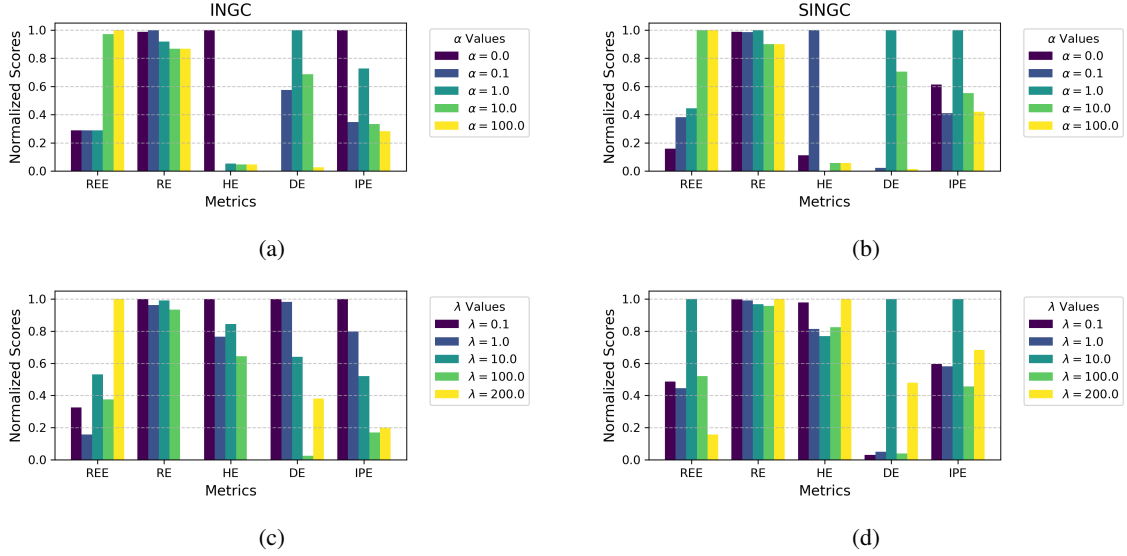 INGC
Normalized Scores
1.0
0.8
0.6
0.4
0.2
0.0
REE RE HE DE IPE
Metrics
α Values
α = 0.0
α = 0.1
α = 1.0
α = 10.0
α = 100.0
(a)
SINGC
Normalized Scores
1.0
0.8
0.6
0.4
0.2
0.0
REE RE HE DE IPE
Metrics
α Values
α = 0.0
α = 0.1
α = 1.0
α = 10.0
α = 100.0
(b)
Normalized Scores
1.0
0.8
0.6
0.4
0.2
0.0
REE RE HE DE IPE
Metrics
λ Values
λ = 0.1
λ = 1.0
λ = 10.0
λ = 100.0
λ = 200.0
(c)
Normalized Scores
1.0
0.8
0.6
0.4
0.2
0.0
REE RE HE DE IPE
Metrics
λ Values
λ = 0.1
λ = 1.0
λ = 10.0
λ = 100.0
λ = 200.0
(d)